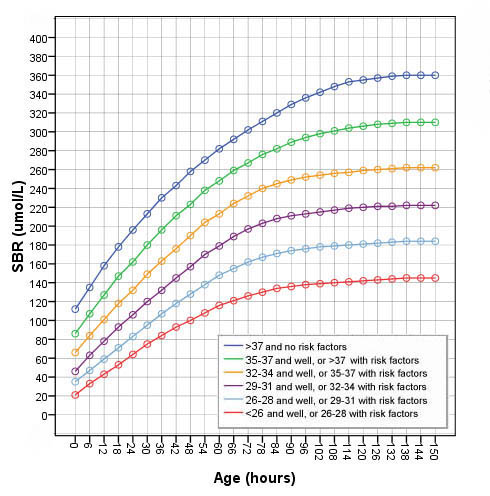 400
380
360
340
320
300
280
260
240
220
200
180
160
140
120
100
80
60
40
20
0
SBR (umol/L)
>37 and no risk factors
35-37 and well, or >37 with risk factors
32-34 and well, or 35-37 with risk factors
29-31 and well, or 32-34 with risk factors
26-28 and well, or 29-31 with risk factors
<26 and well, or 26-28 with risk factors
0 6 12 18 24 30 36 42 48 54 60 66 72 78 84 90 96 102 108 114 120 126 132 138 144 150
Age (hours)